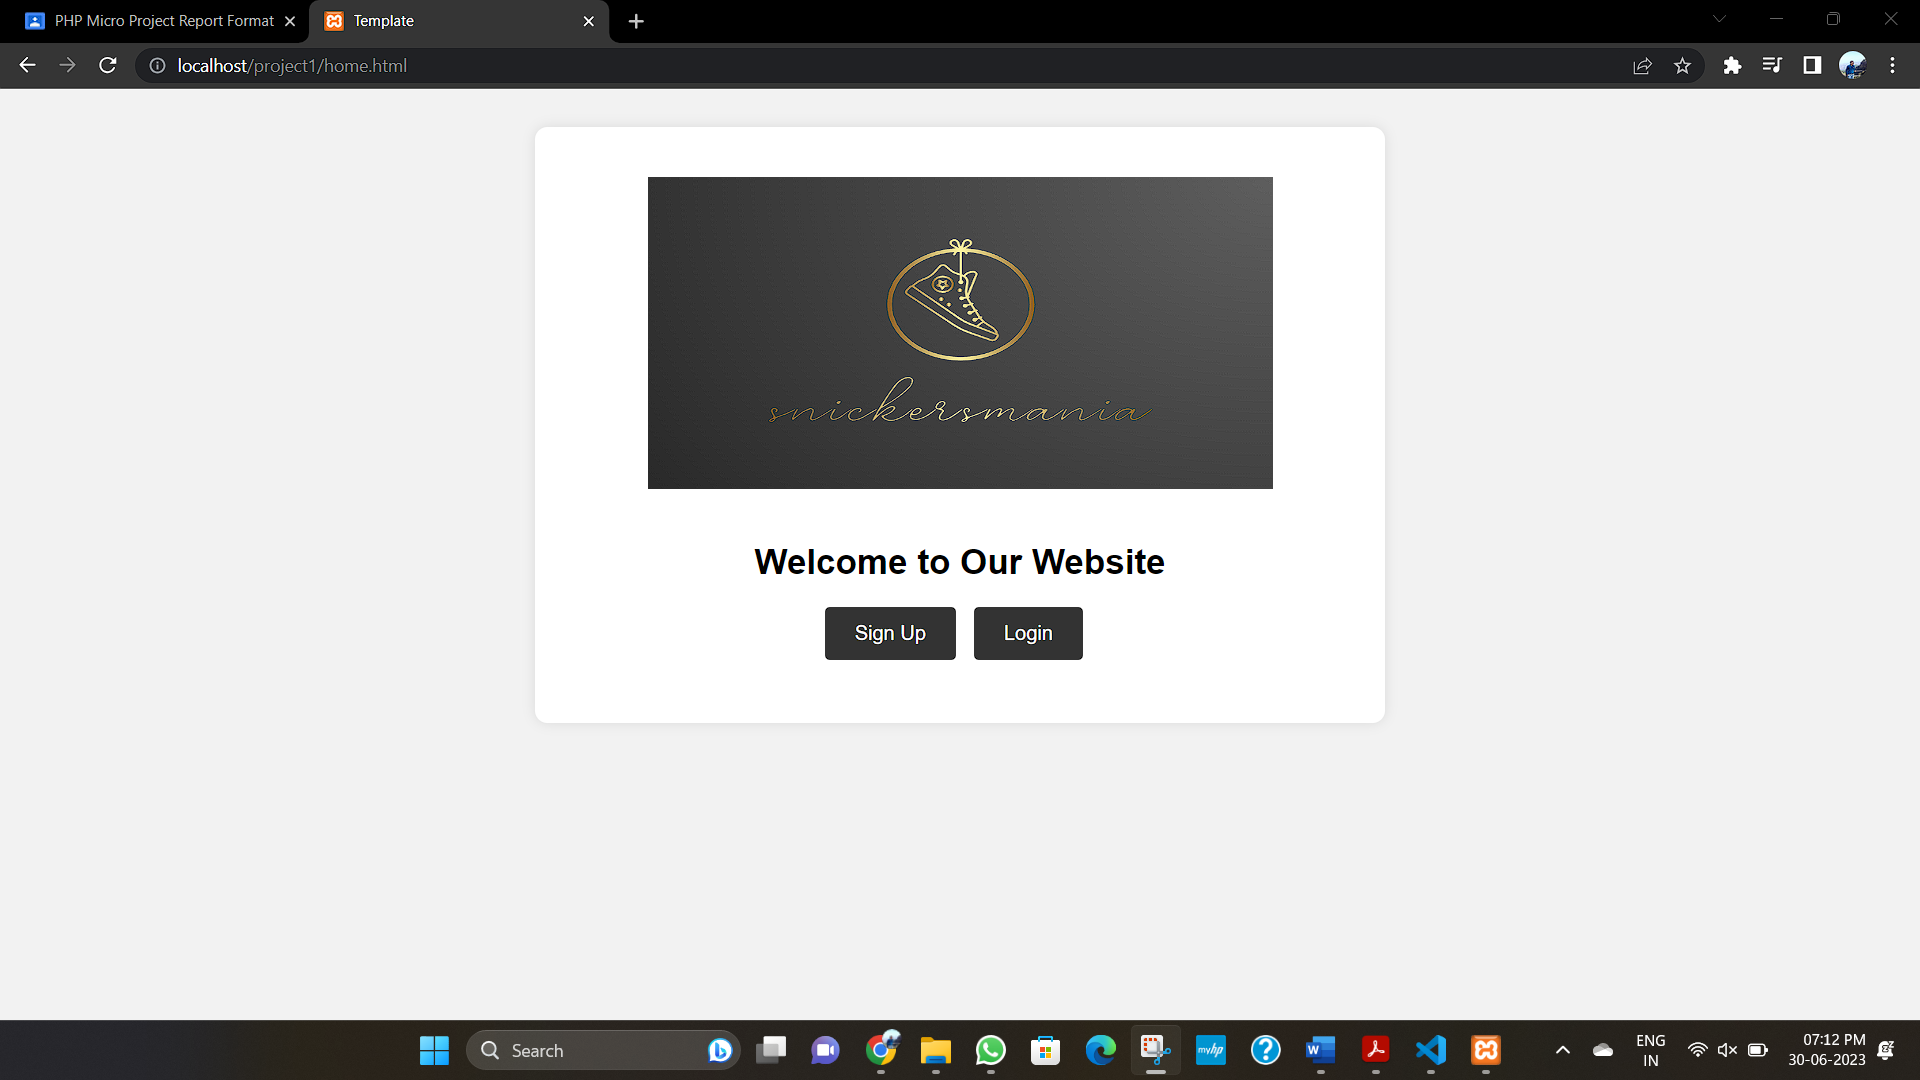 PHP Micro Project Report Format
Template
localhost/project1/home.html
snickersmania
Welcome to Our Website
Sign Up
Login
Search
myhp
W
ENG
IN
07:12 PM
30-06-2023